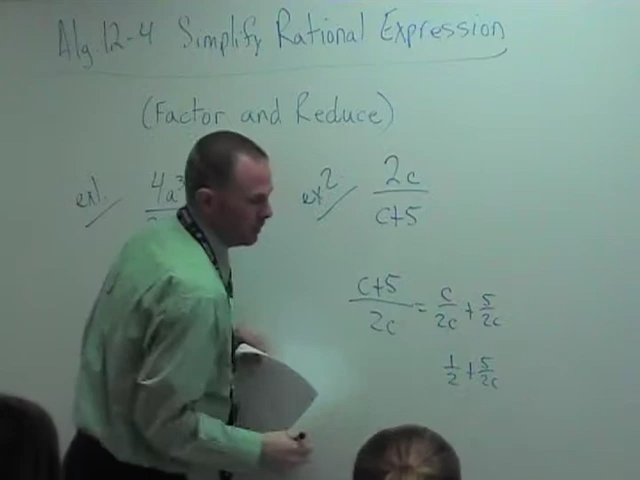 Alg. 12-4 Simplify Rational Expression
(Factor and Reduce)
ex1. 4a³
ex2 2c
c+5
c+5
2c
= c/2c + 5/2c
1/2 + 5/2c